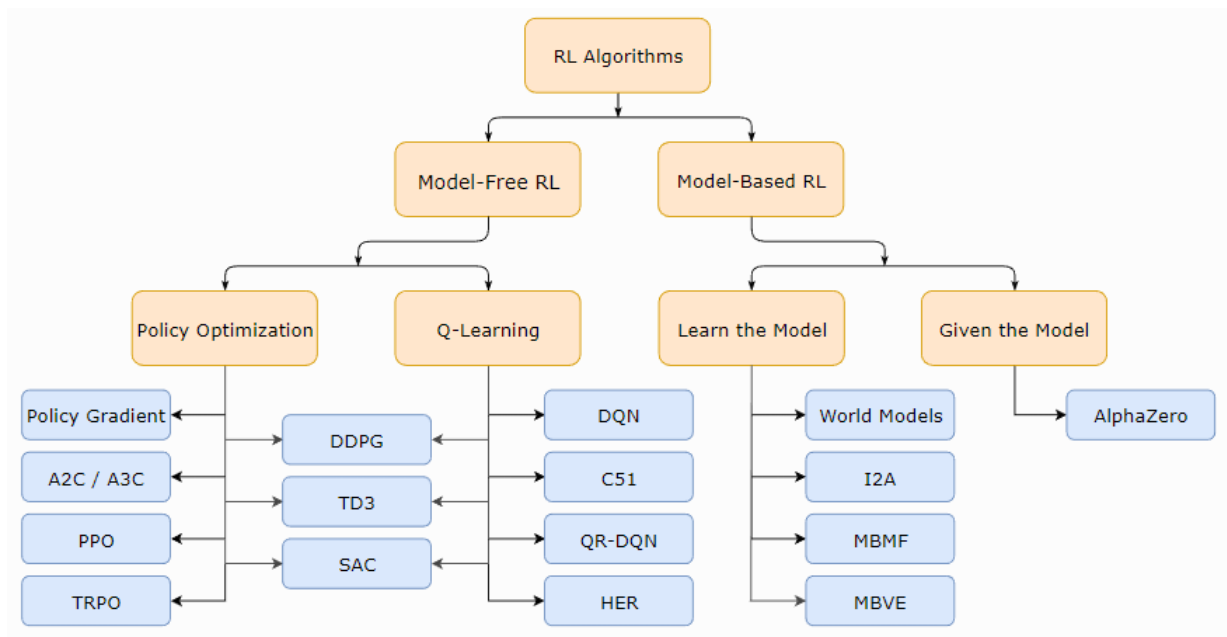 RL Algorithms
Model-Free RL
Model-Based RL
Policy Optimization
Q-Learning
Learn the Model
Given the Model
Policy Gradient
DDPG
DQN
World Models
AlphaZero
A2C / A3C
TD3
C51
I2A
PPO
SAC
QR-DQN
MBMF
TRPO
HER
MBVE